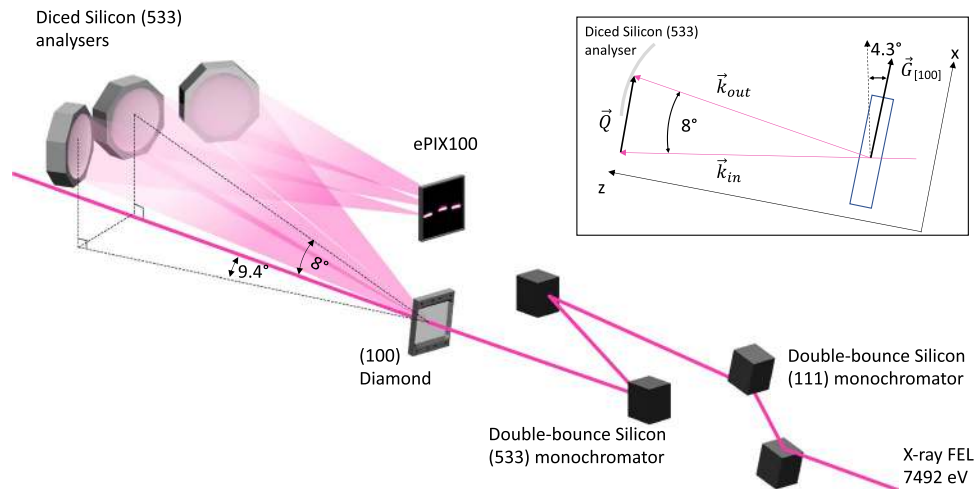 Diced Silicon (533)
analysers
ePIX100
9.4°
8°
(100)
Diamond
Double-bounce Silicon
(533) monochromator
Double-bounce Silicon
(111) monochromator
X-ray FEL
7492 eV
Diced Silicon (533)
analyser
4.3°
x
G⃗[100]
k⃗out
Q⃗
8°
k⃗in
z